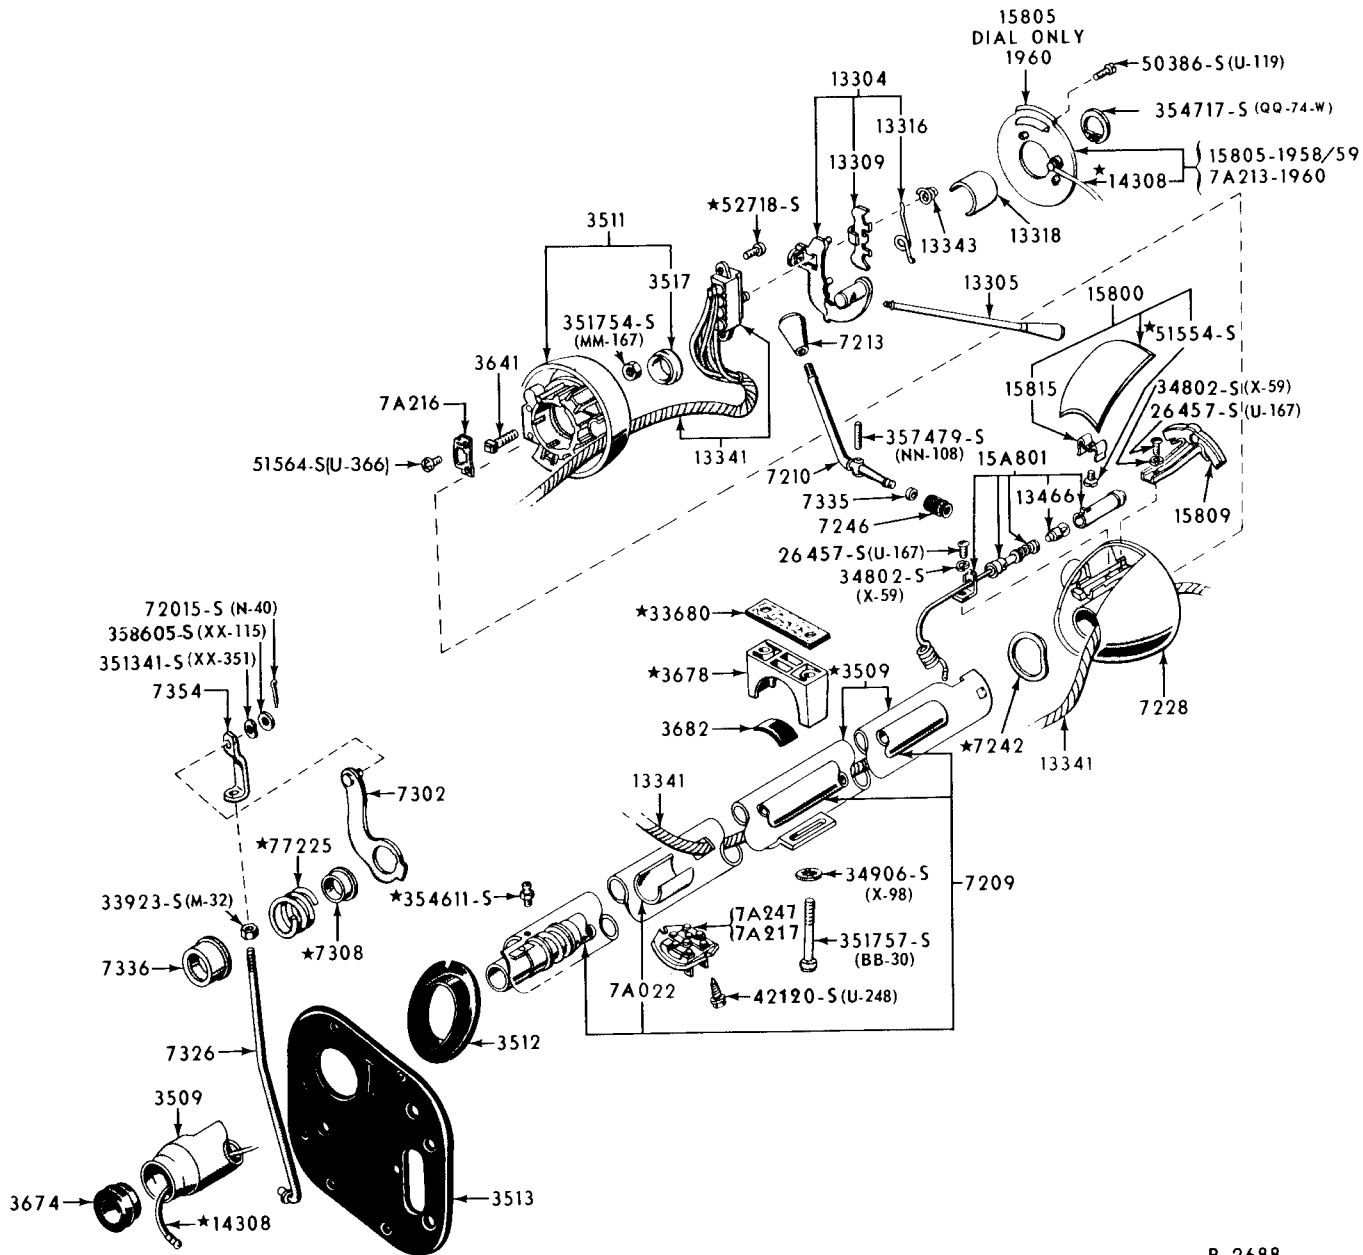 15805
DIAL ONLY
1960
50386-S (U-119)
13304
354717-S (QQ-74-W)
13316
13309
15805-1958/59
★14308
7A213-1960
★52718-S
3511
13343
13318
3517
13305
15800
351754-S
(MM-167)
7213
★51554-S
3641
15815
34802-S (X-59)
7A216
26457-S (U-167)
357479-S
(NN-108)
51564-S (U-366)
13341
15A801
7210
13466
7335
15809
7246
26457-S (U-167)
34802-S
(X-59)
72015-S (N-40)
★33680
358605-S (XX-115)
351341-S (XX-351)
★3678
★3509
7354
7228
3682
★7242
13341
7302
13341
★77225
34906-S
(X-98)
7209
★354611-S
33923-S (M-32)
7A247
7A217
351757-S
(BB-30)
★7308
7336
7A022
42120-S (U-248)
3512
7326
3509
3674
3513
★14308
P-2688